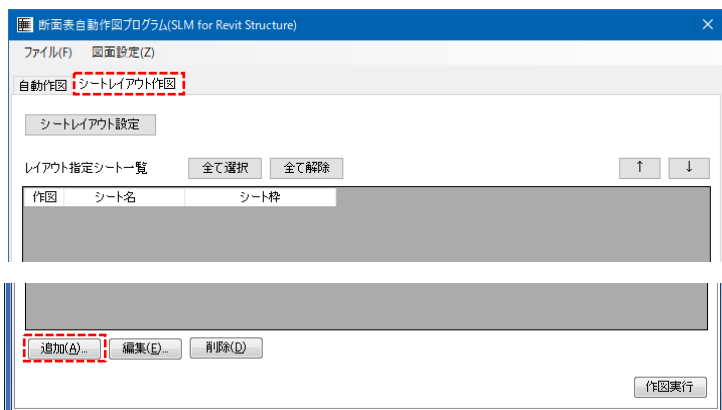 断面表自動作図プログラム(SLM for Revit Structure)
ファイル(F) 図面設定(Z)
自動作図 シートレイアウト作図
シートレイアウト設定
レイアウト指定シート一覧 全て選択 全て解除 ↑ ↓
作図 シート名 シート枠
追加(A)... 編集(E)... 削除(D)
作図実行